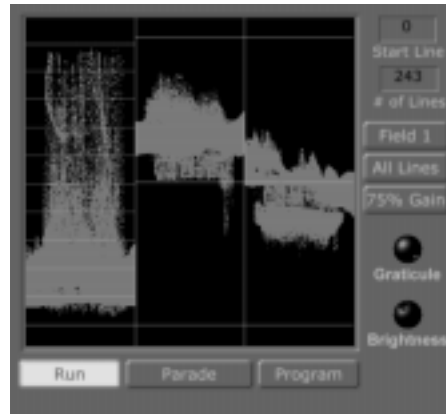 0
Start Line
243
# of Lines
Field 1
All Lines
75% Gain
Graticule
Brightness
Run
Parade
Program